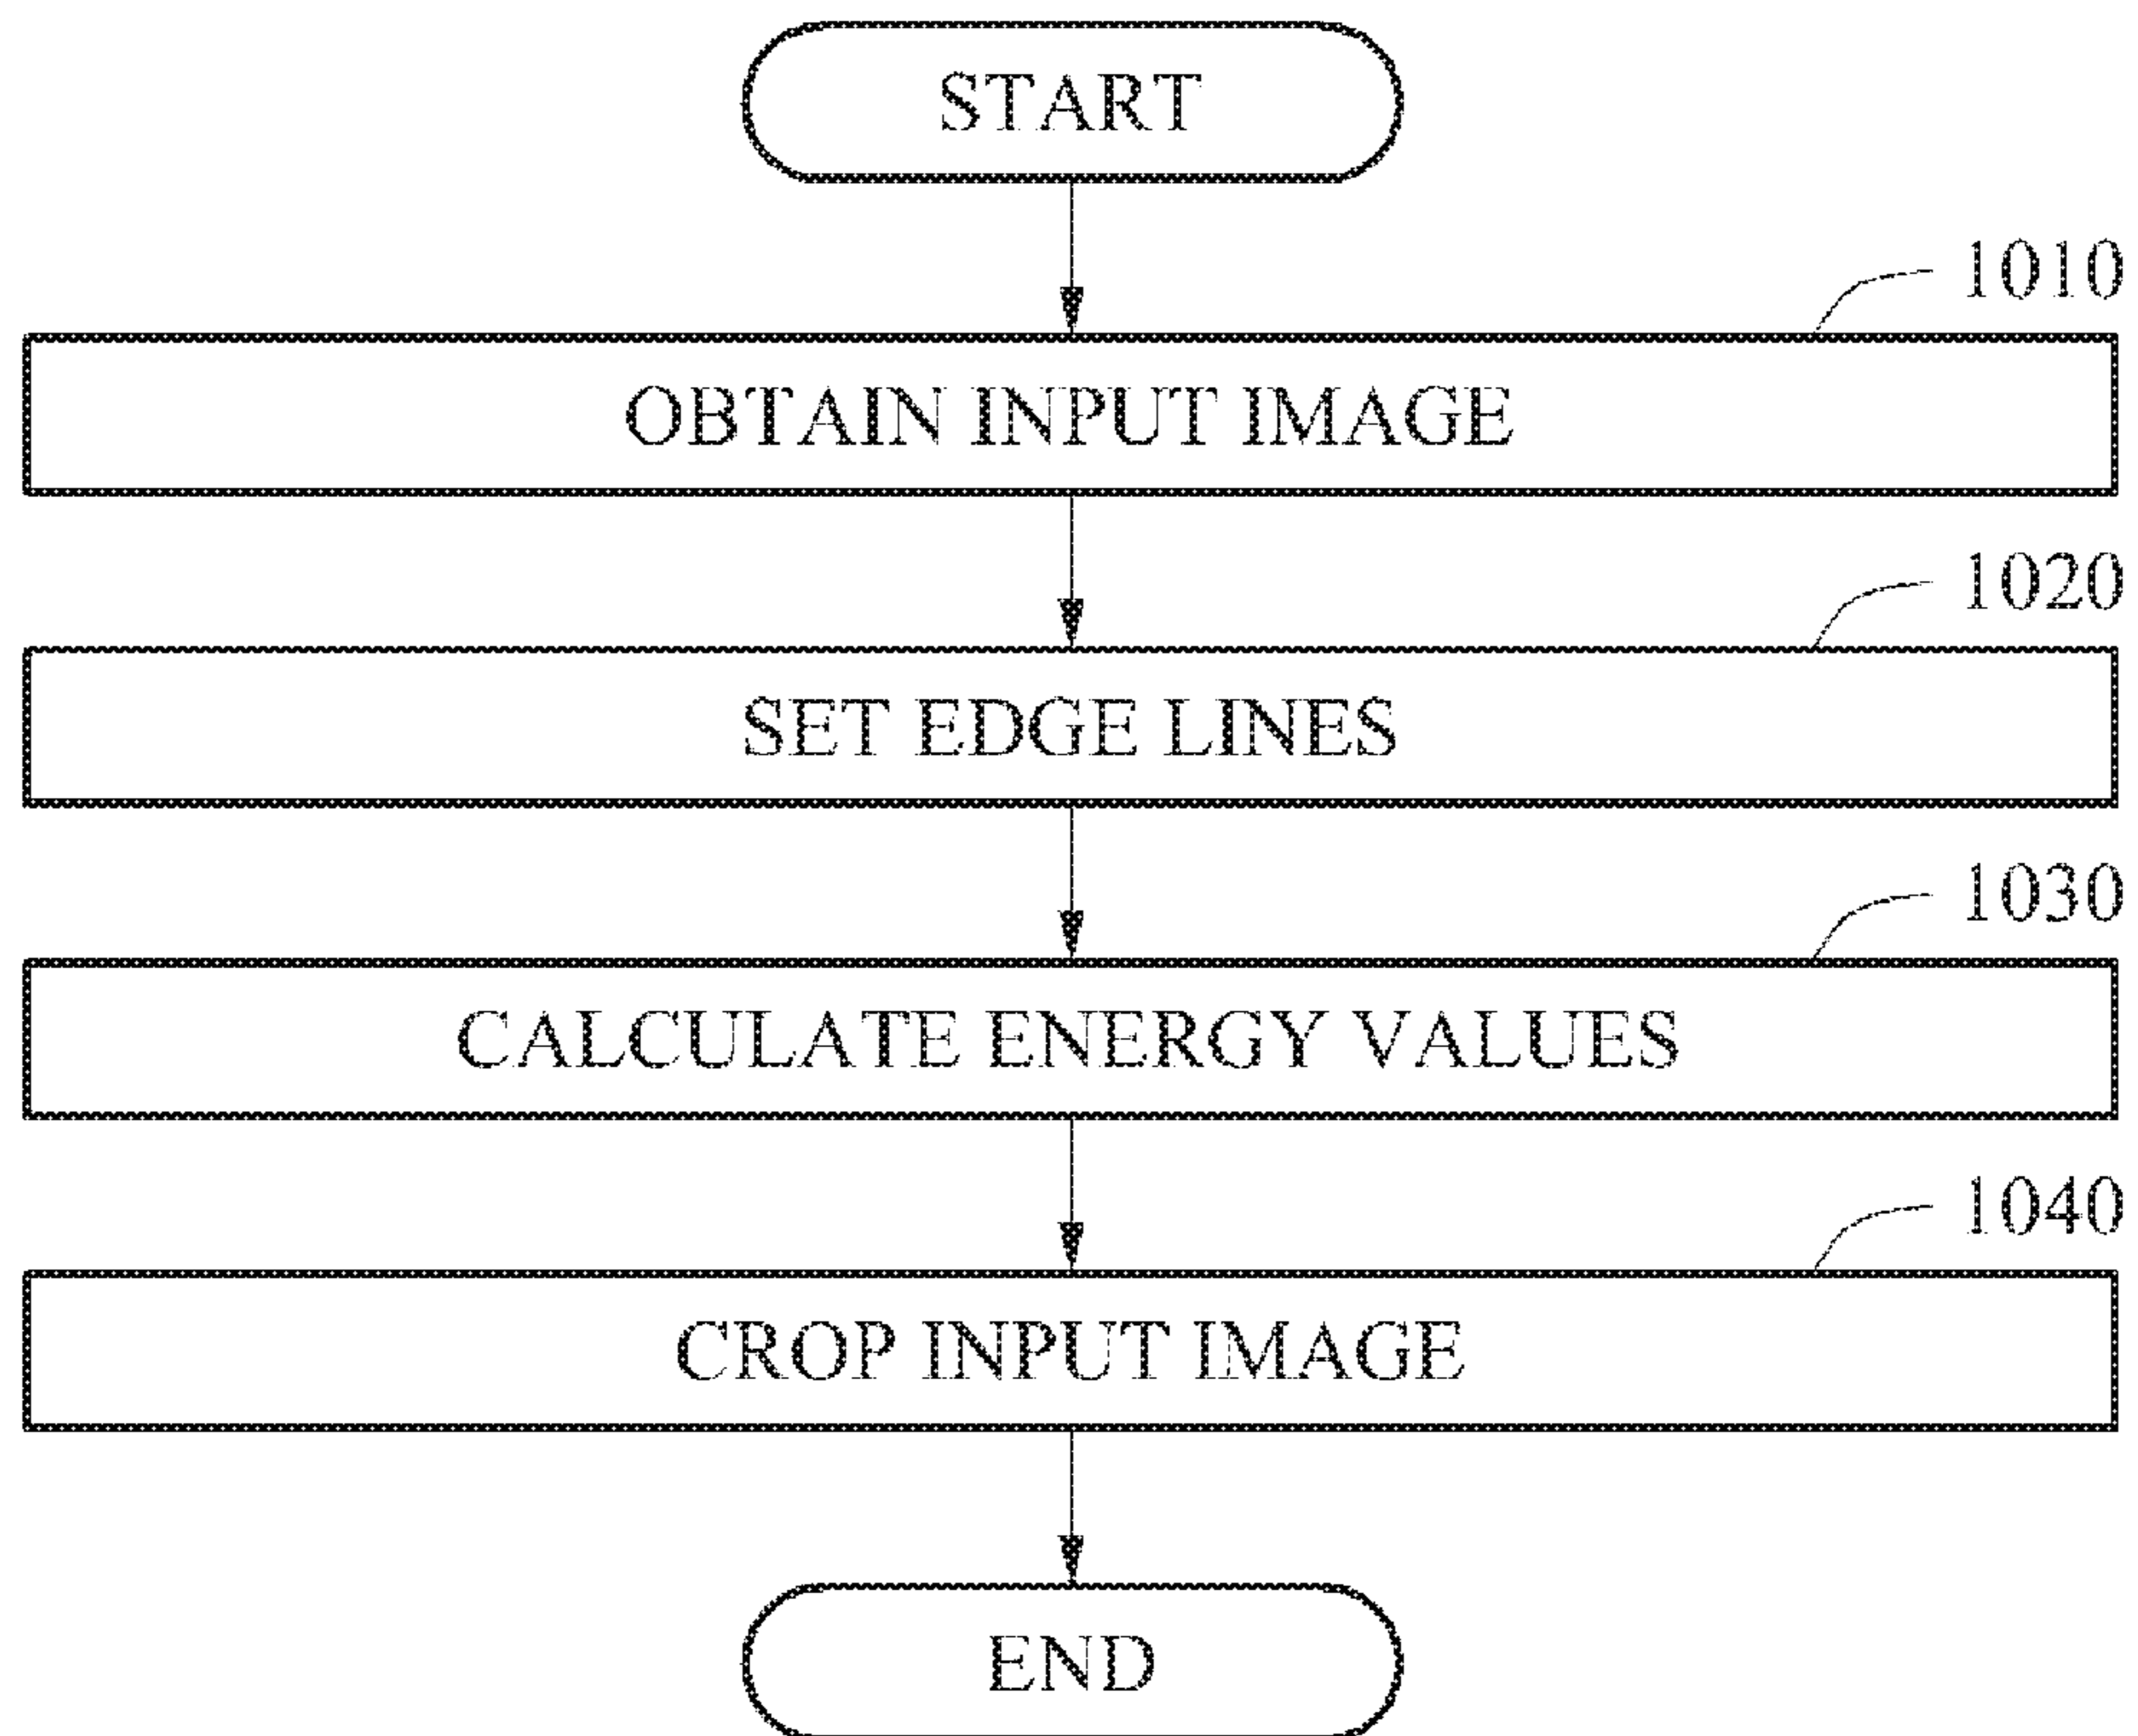 START
1010
OBTAIN INPUT IMAGE
1020
SET EDGE LINES
1030
CALCULATE ENERGY VALUES
1040
CROP INPUT IMAGE
END